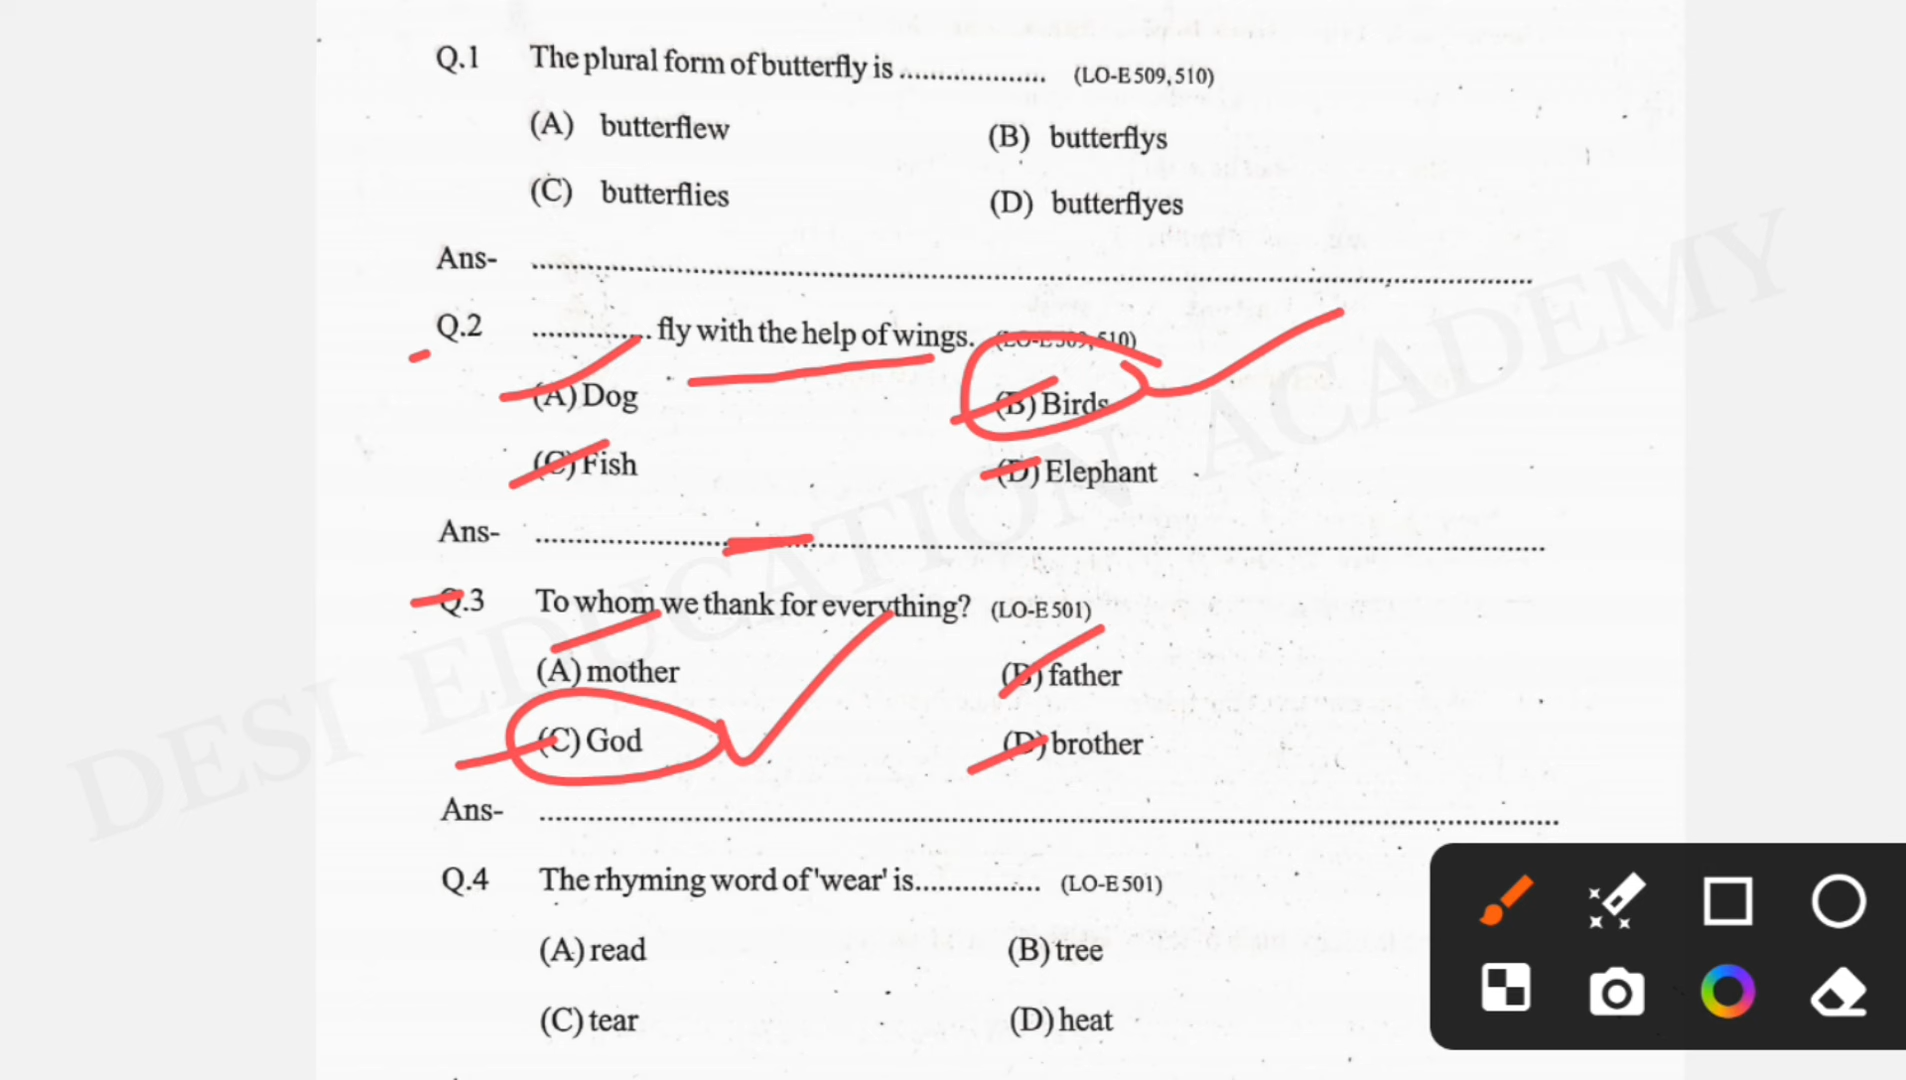 Q.1 The plural form of butterfly is .................... (LO-E 509, 510)
(A) butterflew (B) butterflys
(C) butterflies (D) butterflyes
Ans- ....................
Q.2 ................ fly with the help of wings. (LO-E 509, 510)
(A) Dog (B) Birds
(C) Fish (D) Elephant
Ans- ....................
Q.3 To whom we thank for everything? (LO-E 501)
(A) mother (B) father
(C) God (D) brother
Ans- ....................
Q.4 The rhyming word of 'wear' is................ (LO-E 501)
(A) read (B) tree
(C) tear (D) heat
DESI EDUCATION ACADEMY